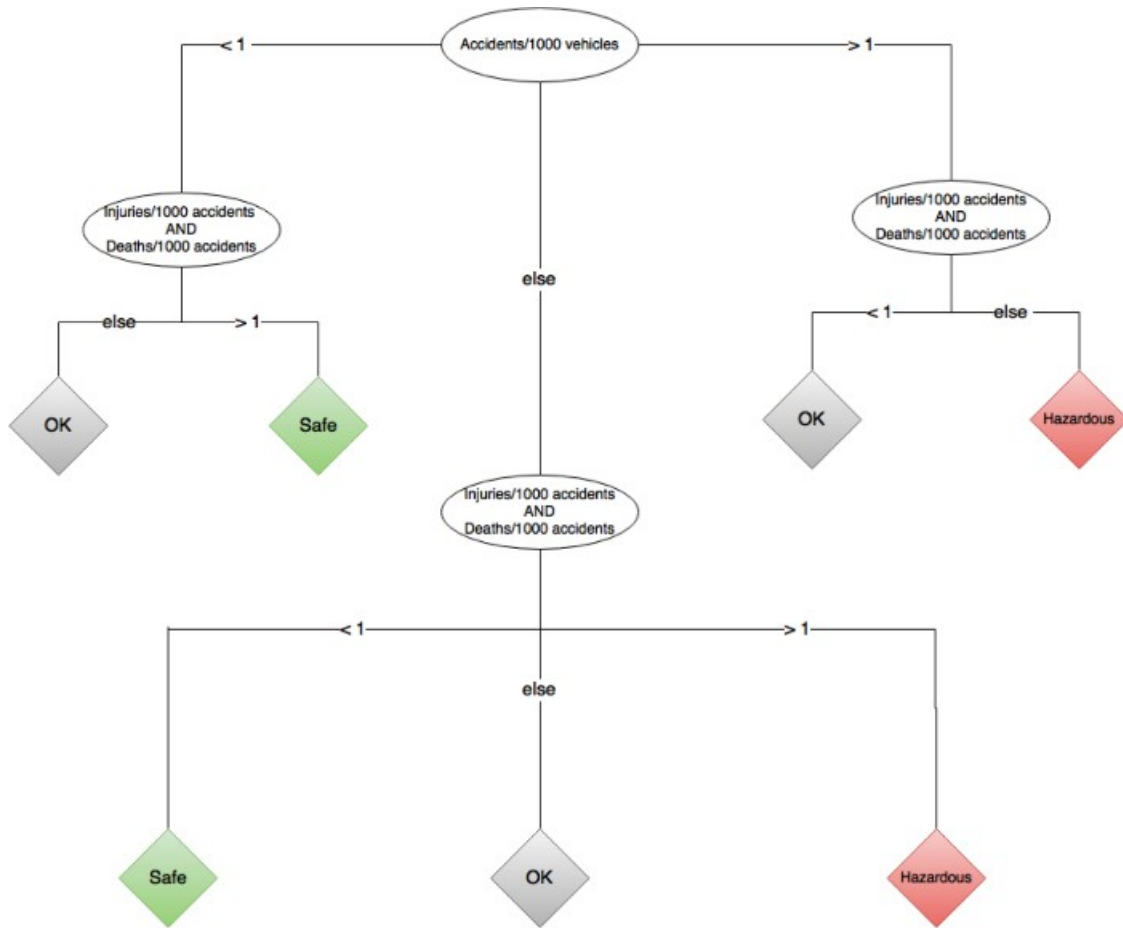 < 1
Accidents/1000 vehicles
> 1
Injuries/1000 accidents
AND
Deaths/1000 accidents
Injuries/1000 accidents
AND
Deaths/1000 accidents
else
else
> 1
< 1
else
OK
Safe
OK
Hazardous
Injuries/1000 accidents
AND
Deaths/1000 accidents
< 1
> 1
else
Safe
OK
Hazardous